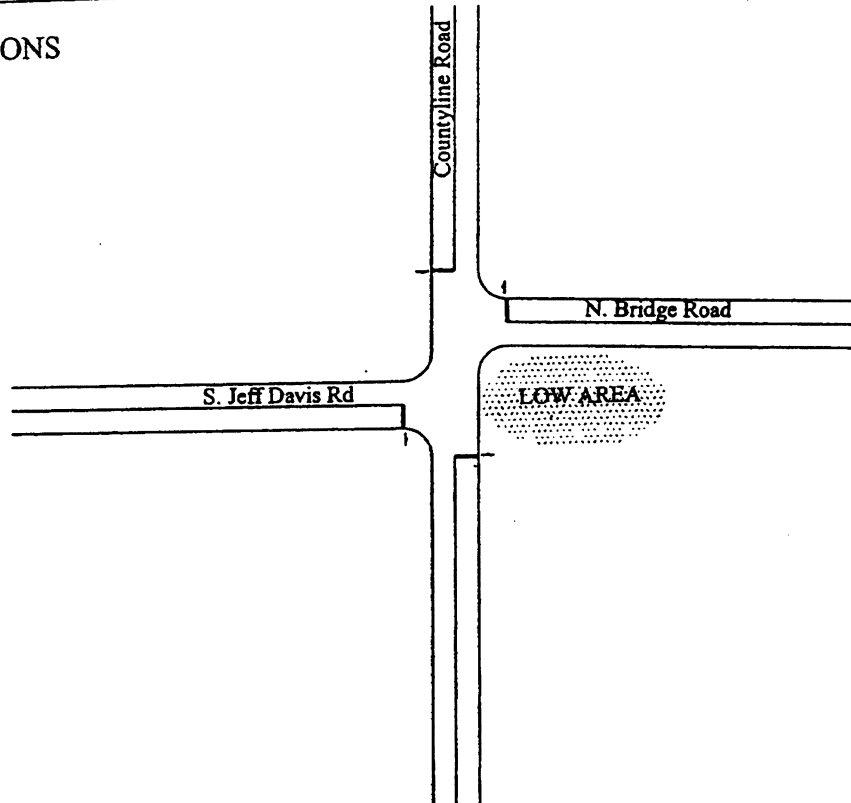 ONS
Countyline Road
N. Bridge Road
S. Jeff Davis Rd
LOW AREA